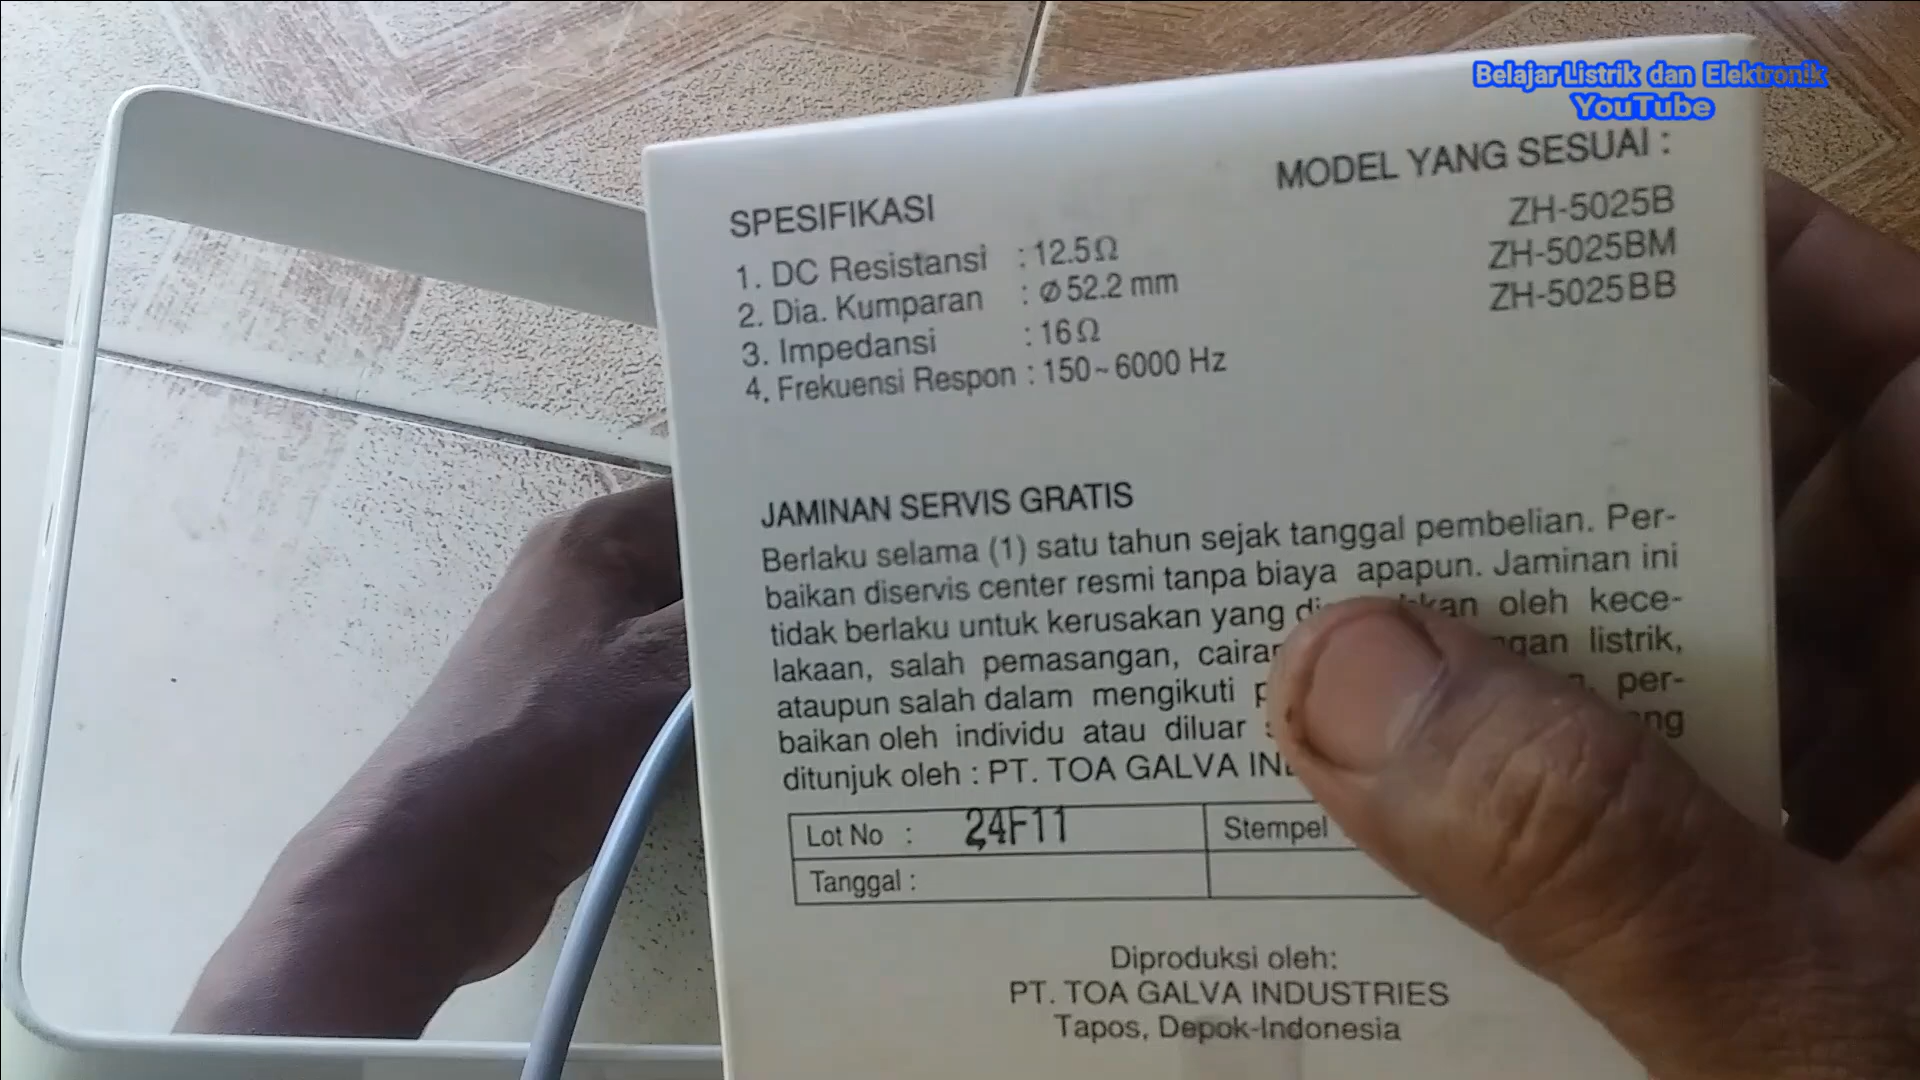 Belajar Listrik dan Elektronik
YouTube
MODEL YANG SESUAI :
ZH-5025B
ZH-5025BM
ZH-5025BB
SPESIFIKASI
1. DC Resistansi : 12.5Ω
2. Dia. Kumparan : ⌀ 52.2 mm
3. Impedansi : 16Ω
4. Frekuensi Respon : 150~6000 Hz
JAMINAN SERVIS GRATIS
Berlaku selama (1) satu tahun sejak tanggal pembelian. Per-
baikan diservis center resmi tanpa biaya apapun. Jaminan ini
tidak berlaku untuk kerusakan yang oleh kece-
lakaan, salah pemasangan, listrik,
ataupun salah dalam mengikuti per-
baikan oleh individu atau diluar
ditunjuk oleh : PT. TOA GALVA
Lot No : 24F11
Stempel
Tanggal :
Diproduksi oleh:
PT. TOA GALVA INDUSTRIES
Tapos, Depok-Indonesia